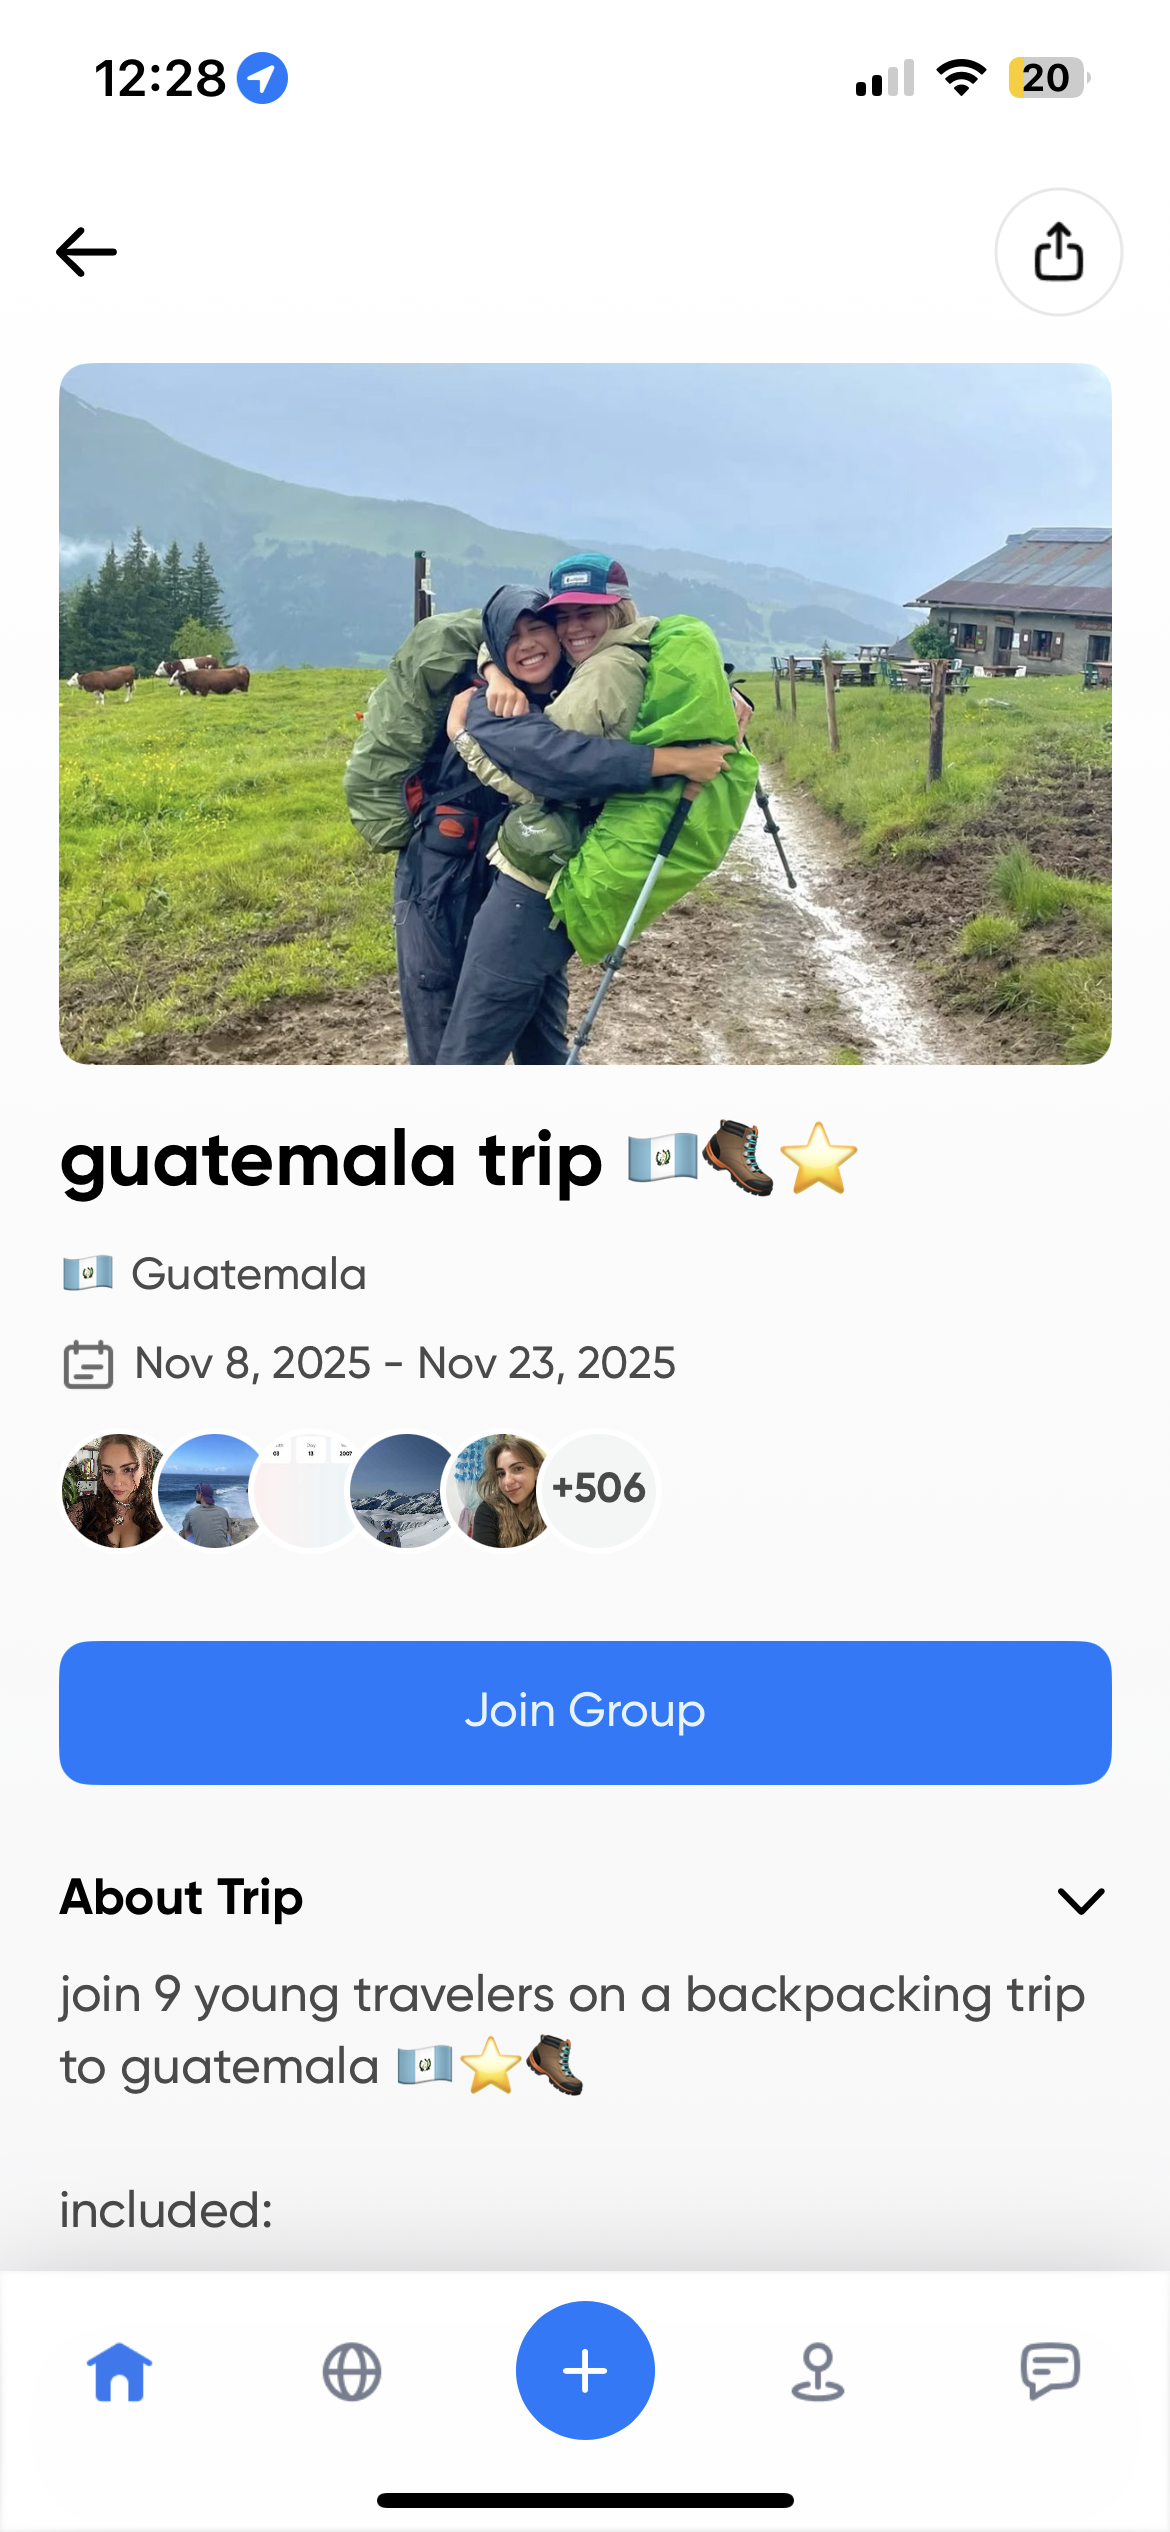 12:28
20
guatemala trip 🇬🇹🥾⭐
🇬🇹 Guatemala
Nov 8, 2025 - Nov 23, 2025
+506
Join Group
About Trip
join 9 young travelers on a backpacking trip
to guatemala 🇬🇹⭐🥾
included: